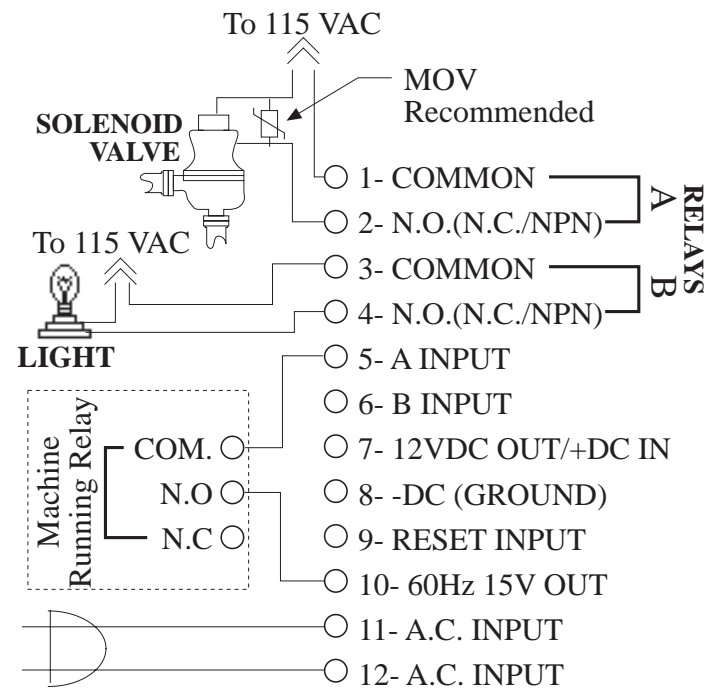 To 115 VAC
MOV
Recommended
SOLENOID
VALVE
1- COMMON
2- N.O.(N.C./NPN)
A
RELAYS
To 115 VAC
3- COMMON
4- N.O.(N.C./NPN)
B
LIGHT
5- A INPUT
6- B INPUT
7- 12VDC OUT/+DC IN
8- -DC (GROUND)
9- RESET INPUT
10- 60Hz 15V OUT
11- A.C. INPUT
12- A.C. INPUT
Machine
Running Relay
COM.
N.O
N.C